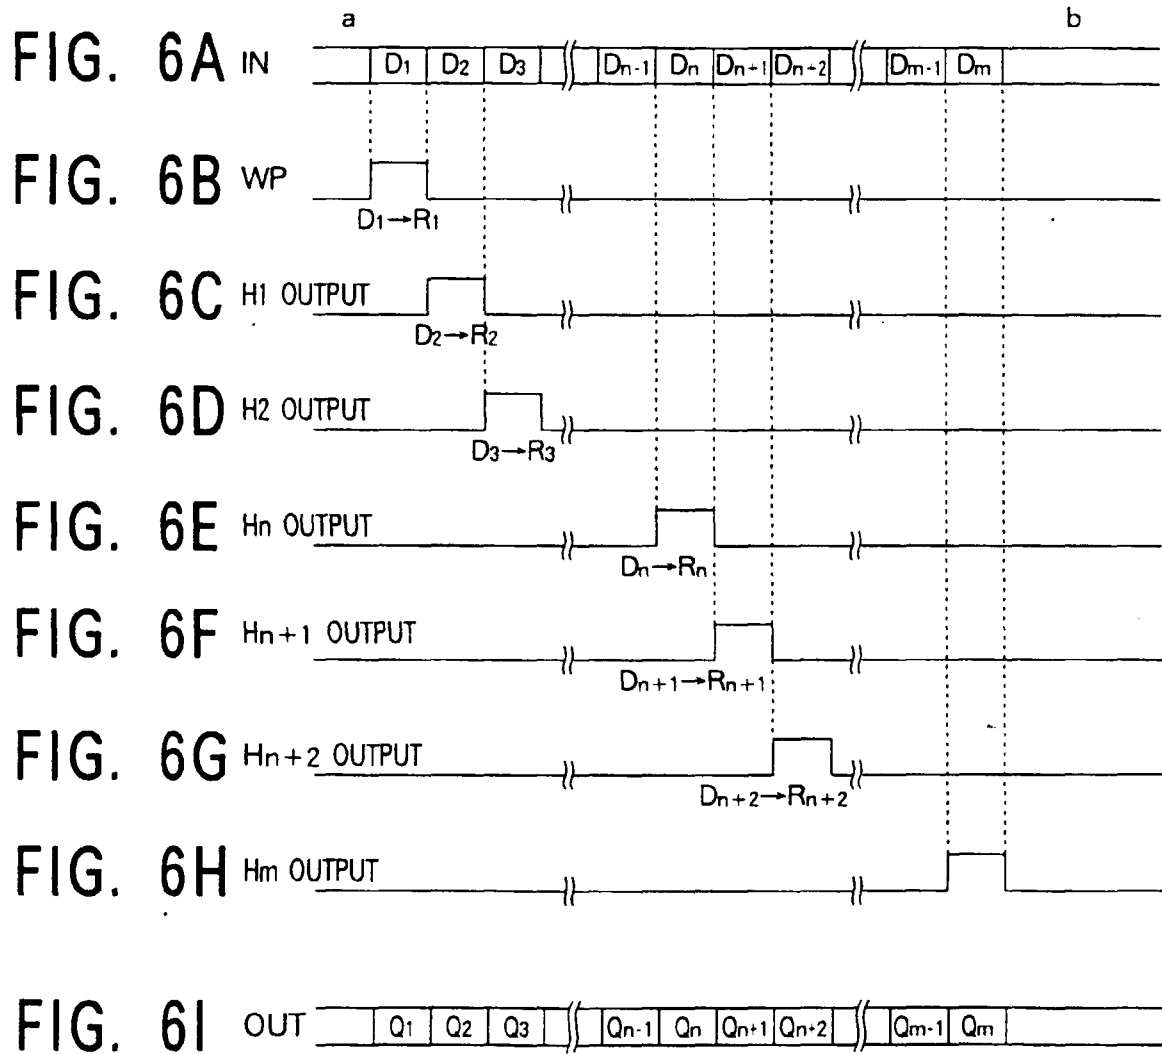 a b
FIG. 6A IN D1 D2 D3 Dn-1 Dn Dn+1 Dn+2 Dm-1 Dm
FIG. 6B WP
D1→R1
FIG. 6C H1 OUTPUT
D2→R2
FIG. 6D H2 OUTPUT
D3→R3
FIG. 6E Hn OUTPUT
Dn→Rn
FIG. 6F Hn+1 OUTPUT
Dn+1→Rn+1
FIG. 6G Hn+2 OUTPUT
Dn+2→Rn+2
FIG. 6H Hm OUTPUT
FIG. 6I OUT Q1 Q2 Q3 Qn-1 Qn Qn+1 Qn+2 Qm-1 Qm